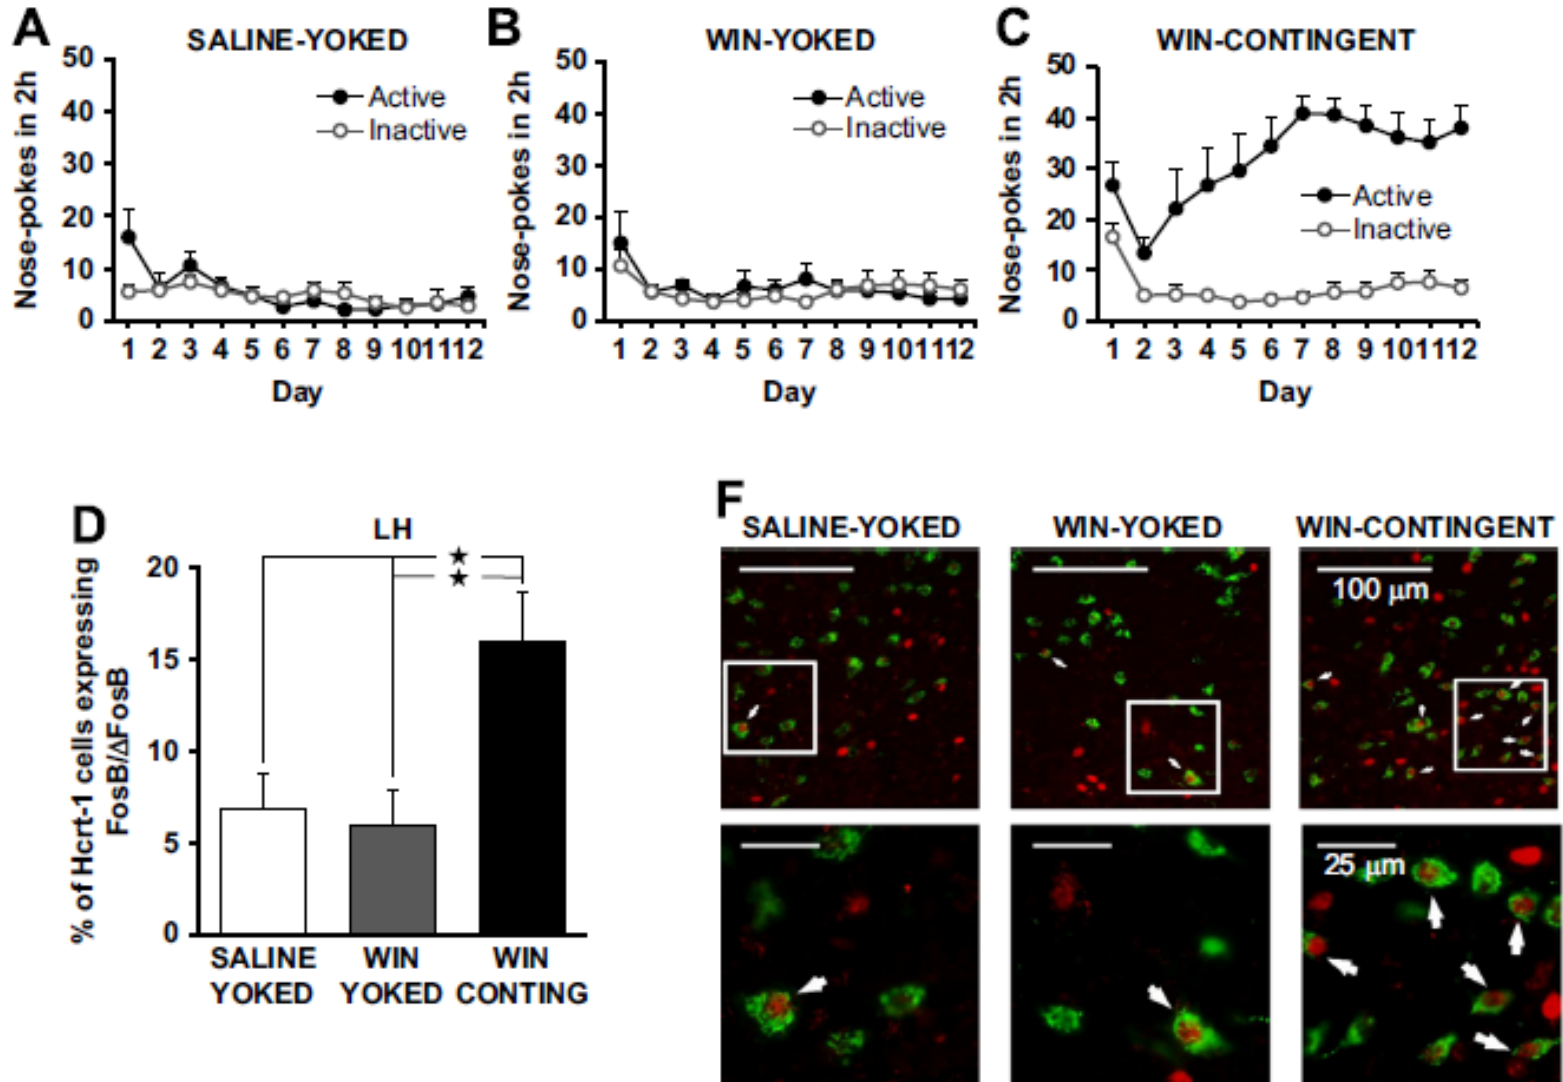 A
SALINE-YOKED
Nose-pokes in 2h
50
40
30
20
10
0
Active
Inactive
1 2 3 4 5 6 7 8 9 10 11 12
Day
B
WIN-YOKED
Nose-pokes in 2h
50
40
30
20
10
0
Active
Inactive
1 2 3 4 5 6 7 8 9 10 11 12
Day
C
WIN-CONTINGENT
Nose-pokes in 2h
50
40
30
20
10
0
Active
Inactive
1 2 3 4 5 6 7 8 9 10 11 12
Day
D
LH
% of Hcrt-1 cells expressing
FosB/ΔFosB
20
15
10
5
0
★
★
SALINE
YOKED
WIN
YOKED
WIN
CONTING
F
SALINE-YOKED
WIN-YOKED
WIN-CONTINGENT
100 μm
25 μm